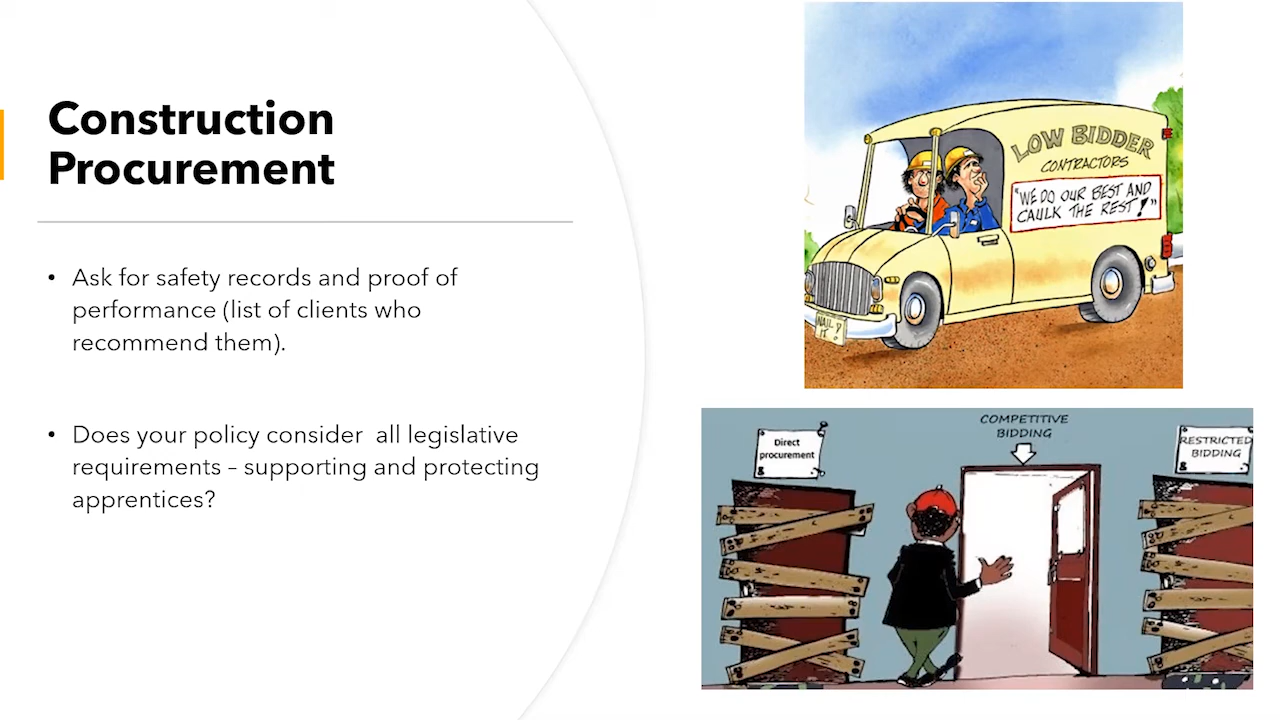 Construction
Procurement
• Ask for safety records and proof of
performance (list of clients who
recommend them).
• Does your policy consider  all legislative
requirements – supporting and protecting
apprentices?
LOW BIDDER
CONTRACTORS
"WE DO OUR BEST AND
CAULK THE REST!"
NAIL
IT!
COMPETITIVE
BIDDING
Direct
procurement
RESTRICTED
BIDDING